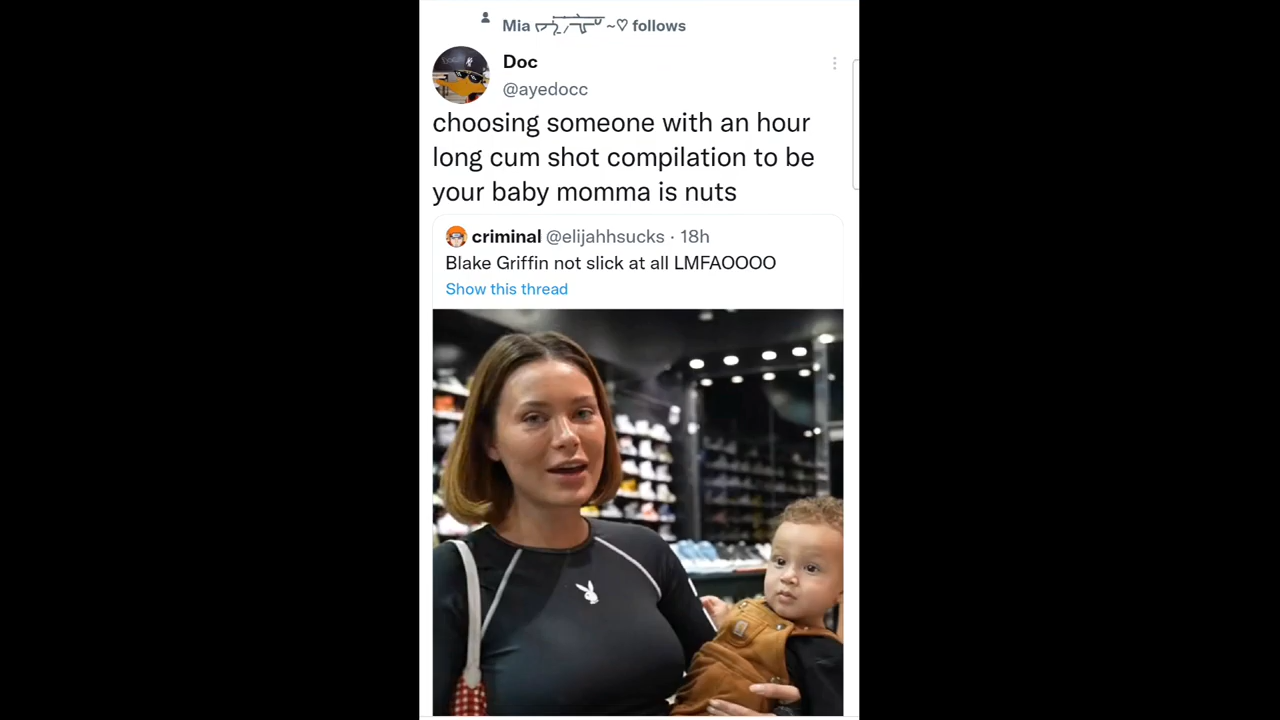 Mia ~♡ follows
Doc
@ayedocc
choosing someone with an hour
long cum shot compilation to be
your baby momma is nuts
criminal @elijahhsucks · 18h
Blake Griffin not slick at all LMFAOOOO
Show this thread